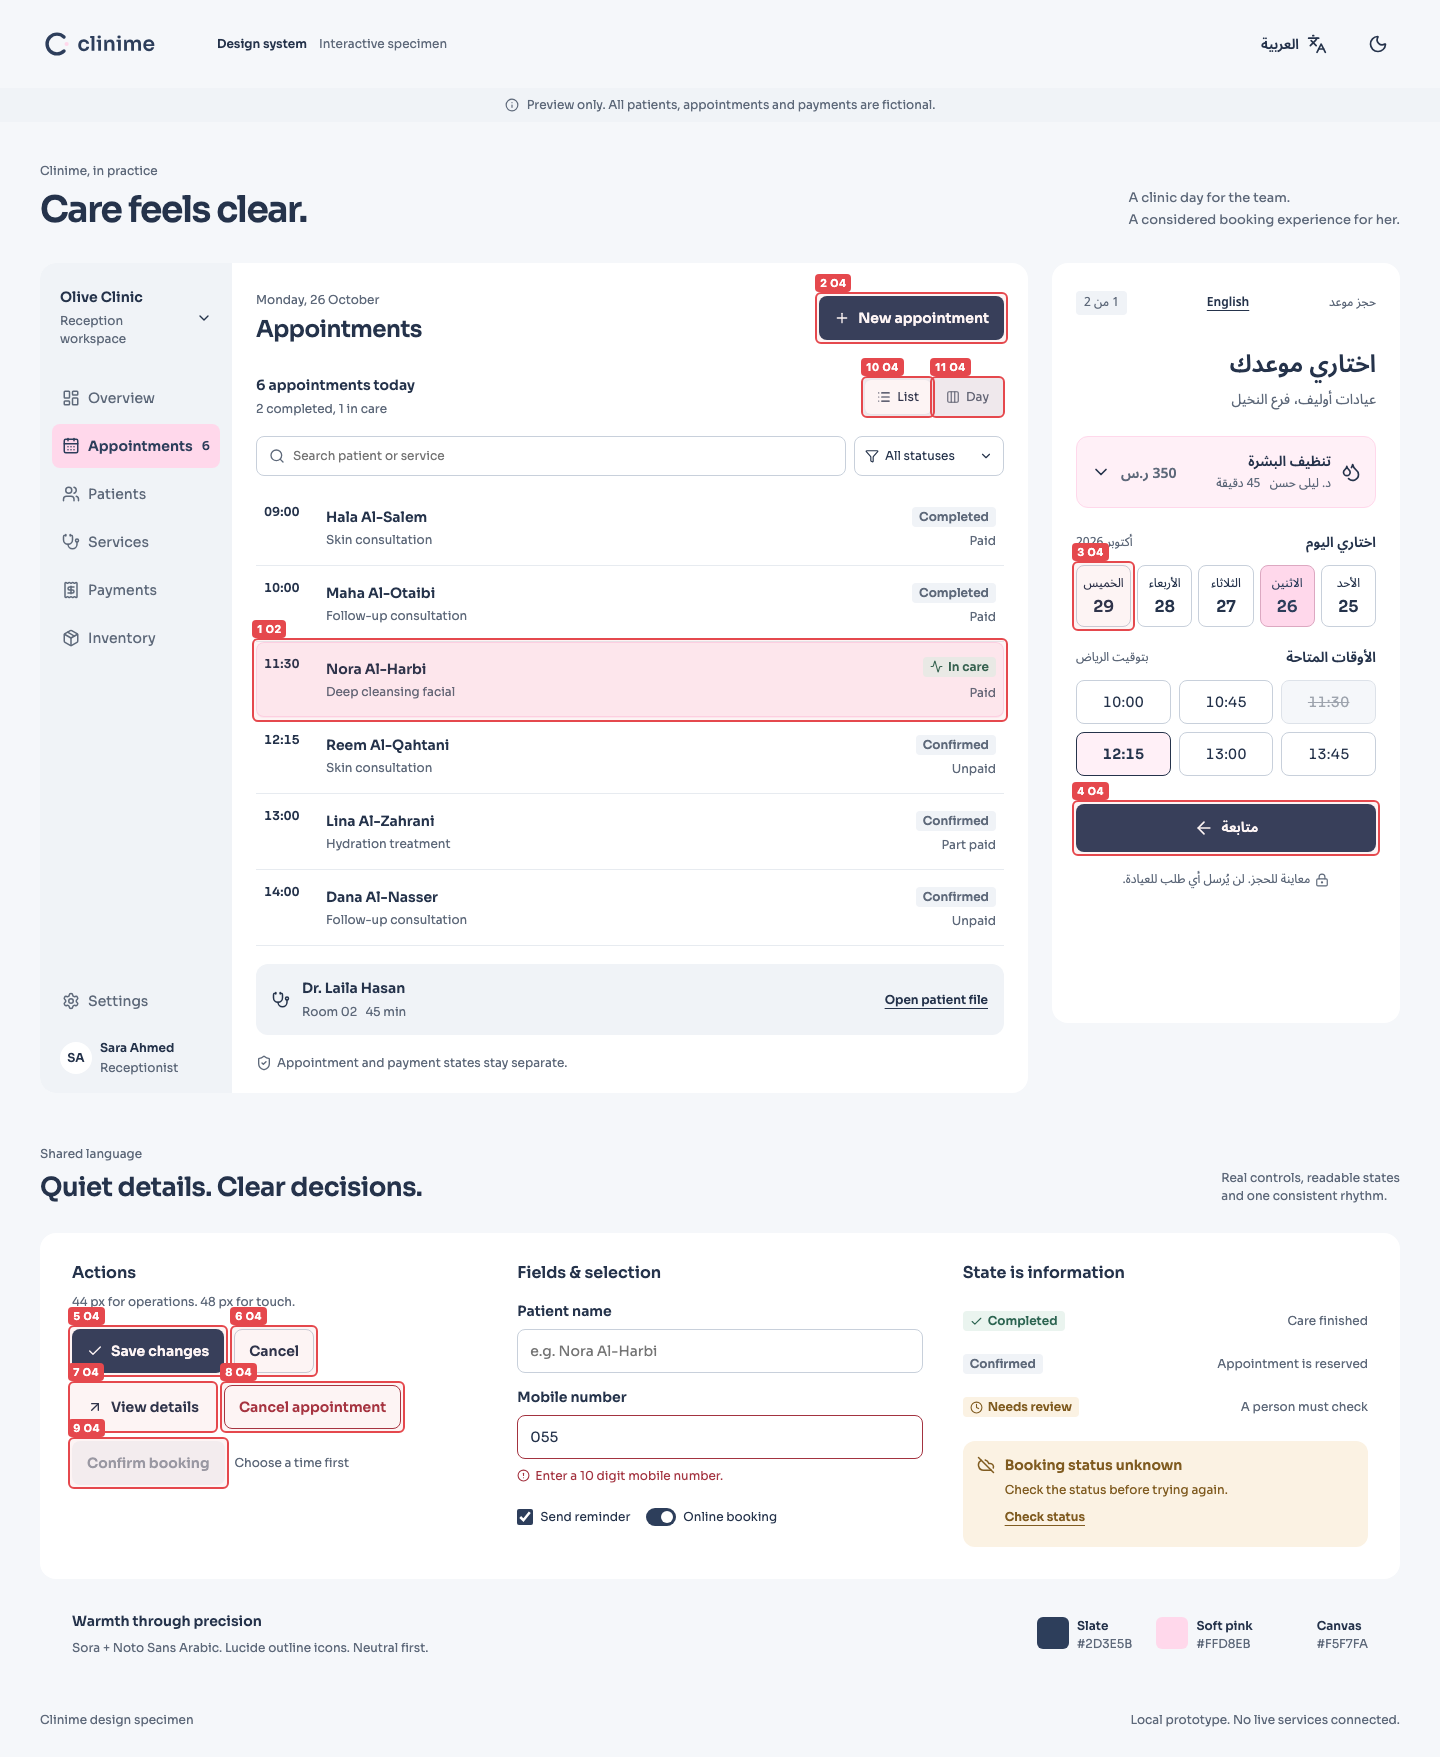 clinime
Design system Interactive specimen
العربية
Preview only. All patients, appointments and payments are fictional.
Clinime, in practice
Care feels clear.
A clinic day for the team.
A considered booking experience for her.
Olive Clinic
Reception
workspace
Overview
Appointments 6
Patients
Services
Payments
Inventory
Settings
SA
Sara Ahmed
Receptionist
Monday, 26 October
Appointments
2 04
New appointment
6 appointments today
2 completed, 1 in care
10 04
11 04
List
Day
Search patient or service
All statuses
09:00 Hala Al-Salem Completed
Skin consultation Paid
10:00 Maha Al-Otaibi Completed
Follow-up consultation Paid
1 02
11:30 Nora Al-Harbi In care
Deep cleansing facial Paid
12:15 Reem Al-Qahtani Confirmed
Skin consultation Unpaid
13:00 Lina Al-Zahrani Confirmed
Hydration treatment Part paid
14:00 Dana Al-Nasser Confirmed
Follow-up consultation Unpaid
Dr. Laila Hasan
Room 02 45 min
Open patient file
Appointment and payment states stay separate.
حجز موعد
English
1 من 2
اختاري موعدك
عيادات أوليف، فرع النخيل
تنظيف البشرة
د. ليلى حسن 45 دقيقة
350 ر.س
اختاري اليوم
أكتوبر 2026
3 04
الأحد
25
الاثنين
26
الثلاثاء
27
الأربعاء
28
الخميس
29
الأوقات المتاحة
بتوقيت الرياض
10:00 10:45 11:30
12:15 13:00 13:45
4 04
متابعة
معاينة للحجز. لن يُرسل أي طلب للعيادة.
Shared language
Quiet details. Clear decisions.
Real controls, readable states
and one consistent rhythm.
Actions
44 px for operations. 48 px for touch.
5 04
6 04
Save changes
Cancel
7 04
8 04
View details
Cancel appointment
9 04
Confirm booking
Choose a time first
Fields & selection
Patient name
e.g. Nora Al-Harbi
Mobile number
055
Enter a 10 digit mobile number.
Send reminder
Online booking
State is information
Completed Care finished
Confirmed Appointment is reserved
Needs review A person must check
Booking status unknown
Check the status before trying again.
Check status
Warmth through precision
Sora + Noto Sans Arabic. Lucide outline icons. Neutral first.
Slate
#2D3E5B
Soft pink
#FFD8EB
Canvas
#F5F7FA
Clinime design specimen
Local prototype. No live services connected.